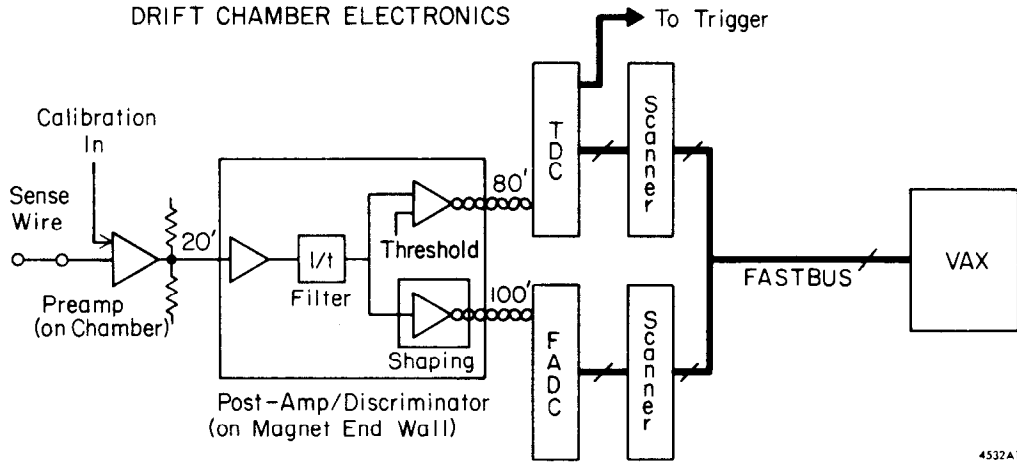 DRIFT CHAMBER ELECTRONICS
To Trigger
Calibration
In
Sense
Wire
Preamp
(on Chamber)
20'
1/t
Filter
Threshold
Shaping
80'
100'
Post-Amp/Discriminator
(on Magnet End Wall)
TDC
Scanner
FADC
Scanner
FASTBUS
VAX
4532A